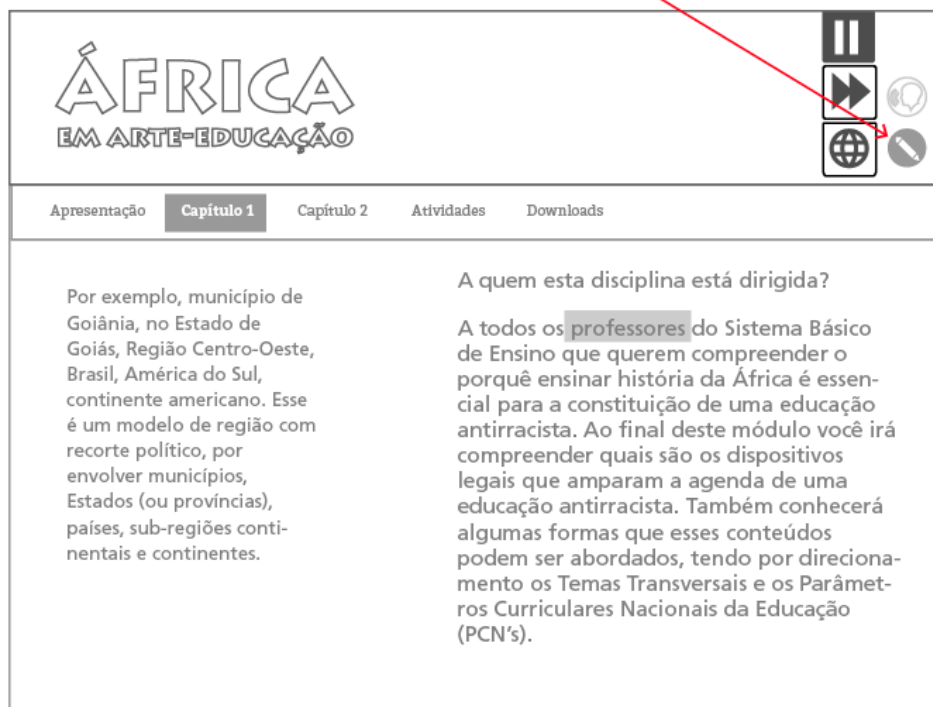 ÁFRICA
EM ARTE-EDUCAÇÃO
Apresentação Capítulo 1 Capítulo 2 Atividades Downloads
Por exemplo, município de
Goiânia, no Estado de
Goiás, Região Centro-Oeste,
Brasil, América do Sul,
continente americano. Esse
é um modelo de região com
recorte político, por
envolver municípios,
Estados (ou províncias),
países, sub-regiões conti-
nentais e continentes.
A quem esta disciplina está dirigida?
A todos os professores do Sistema Básico
de Ensino que querem compreender o
porquê ensinar história da África é essen-
cial para a constituição de uma educação
antirracista. Ao final deste módulo você irá
compreender quais são os dispositivos
legais que amparam a agenda de uma
educação antirracista. Também conhecerá
algumas formas que esses conteúdos
podem ser abordados, tendo por direciona-
mento os Temas Transversais e os Parâmet-
ros Curriculares Nacionais da Educação
(PCN's).